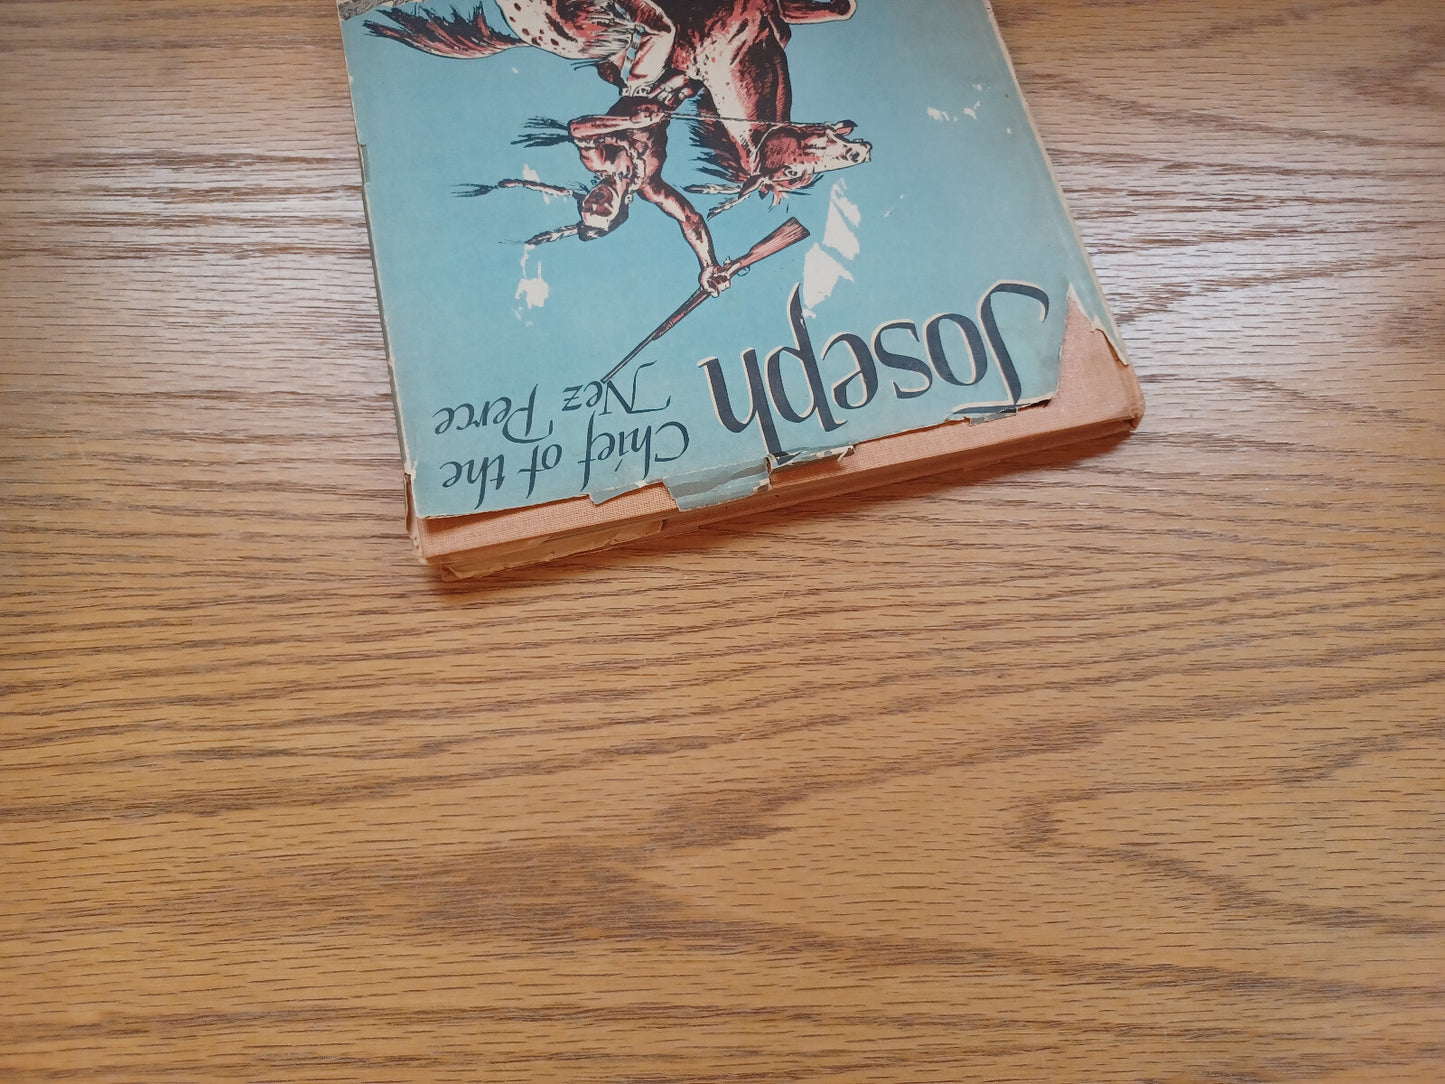 Joseph
Chief of the
Nez Perce